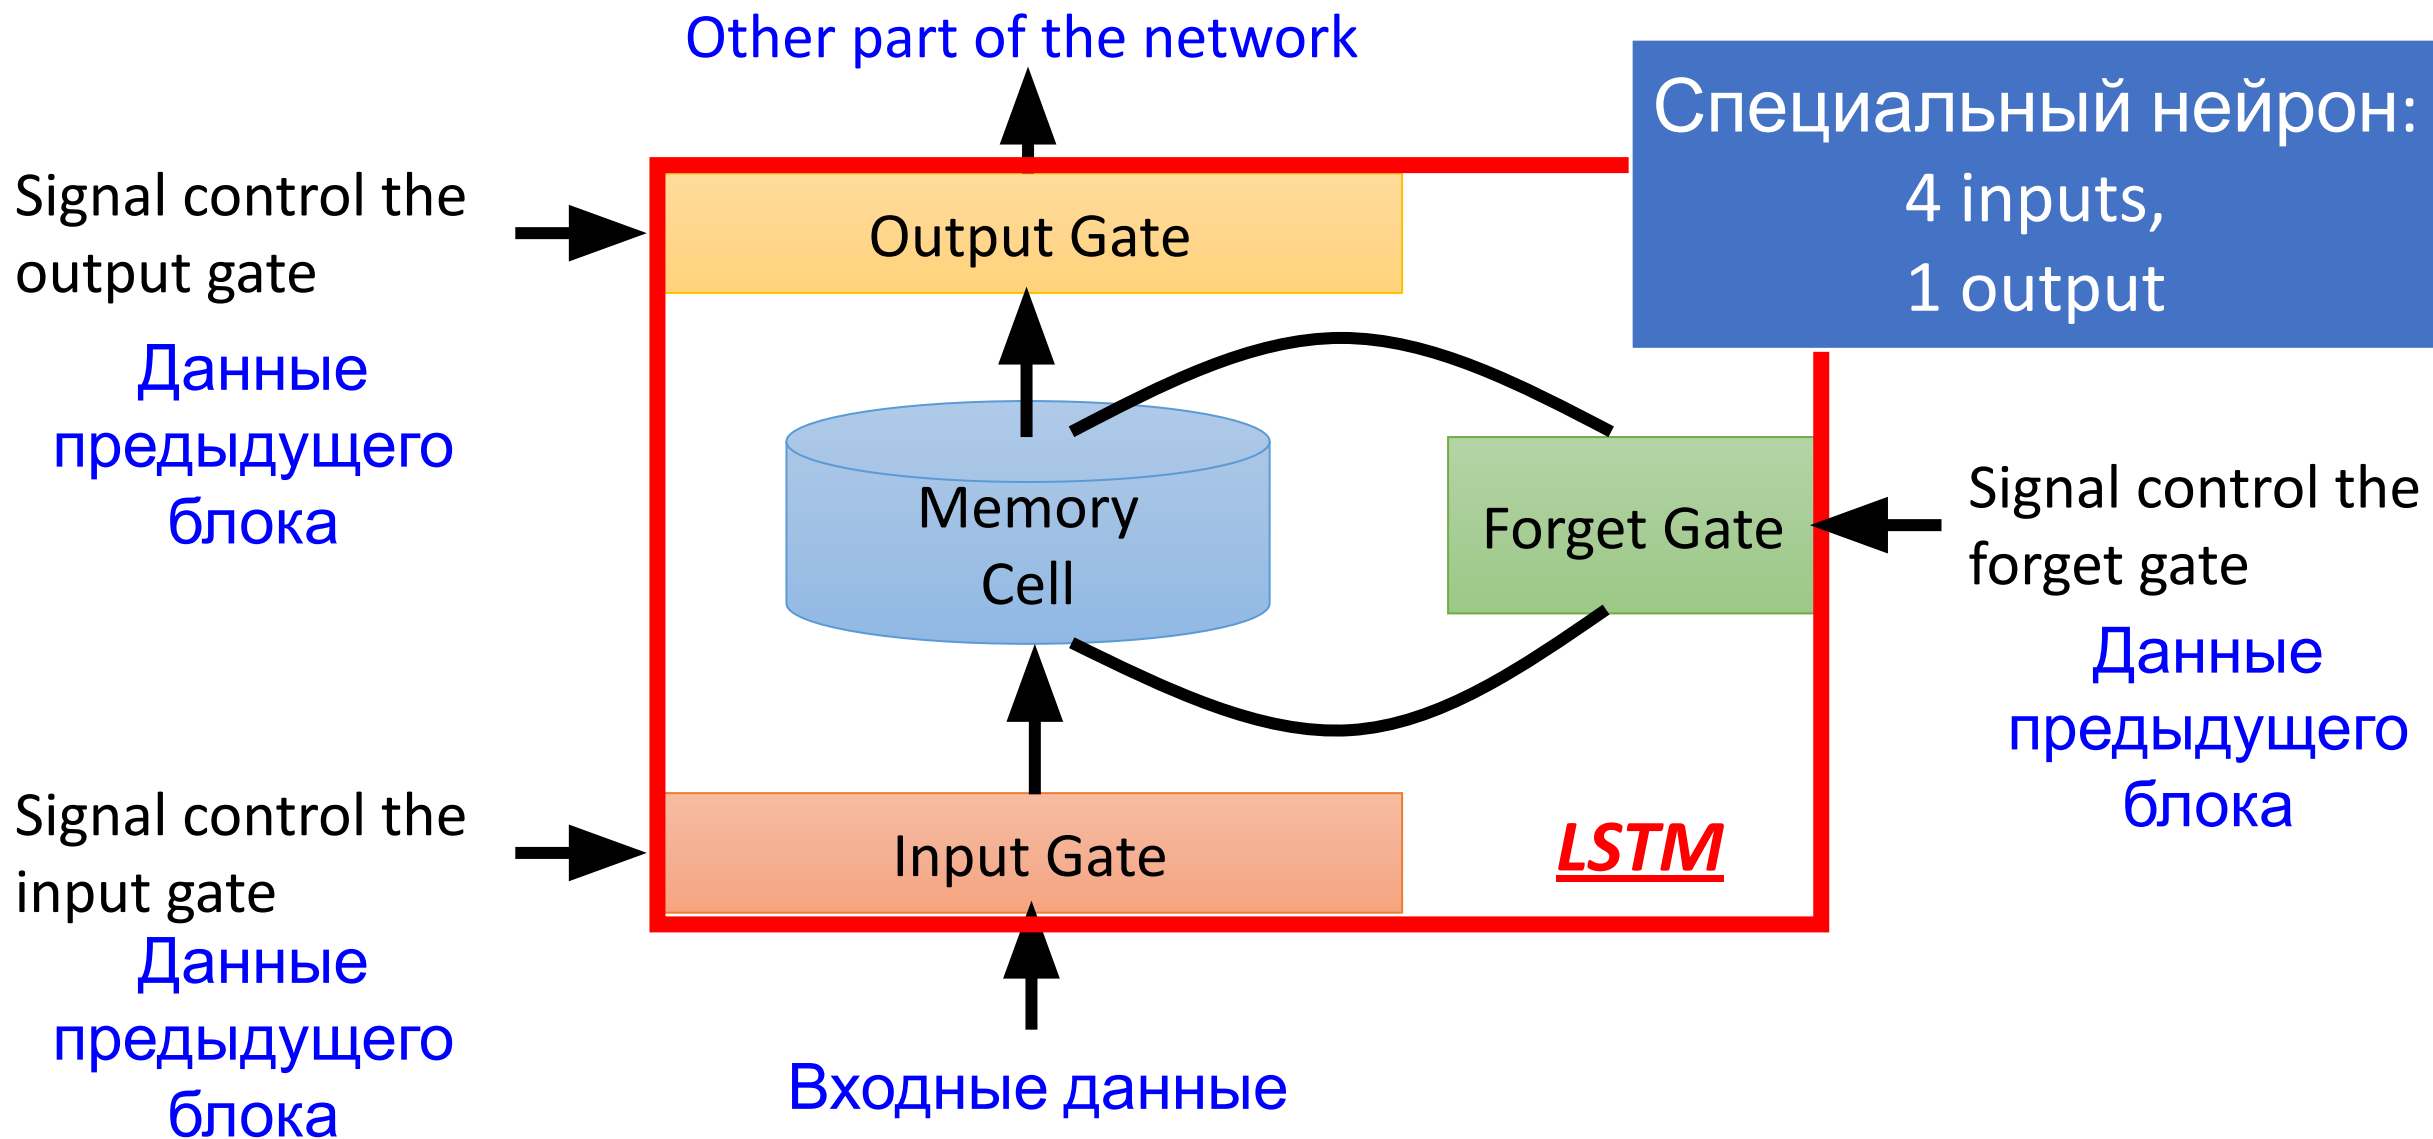 Other part of the network
Специальный нейрон:
4 inputs,
1 output
Signal control the
output gate
Output Gate
Данные
предыдущего
блока
Memory
Cell
Forget Gate
Signal control the
forget gate
Данные
предыдущего
блока
Signal control the
input gate
Input Gate
LSTM
Данные
предыдущего
блока
Входные данные